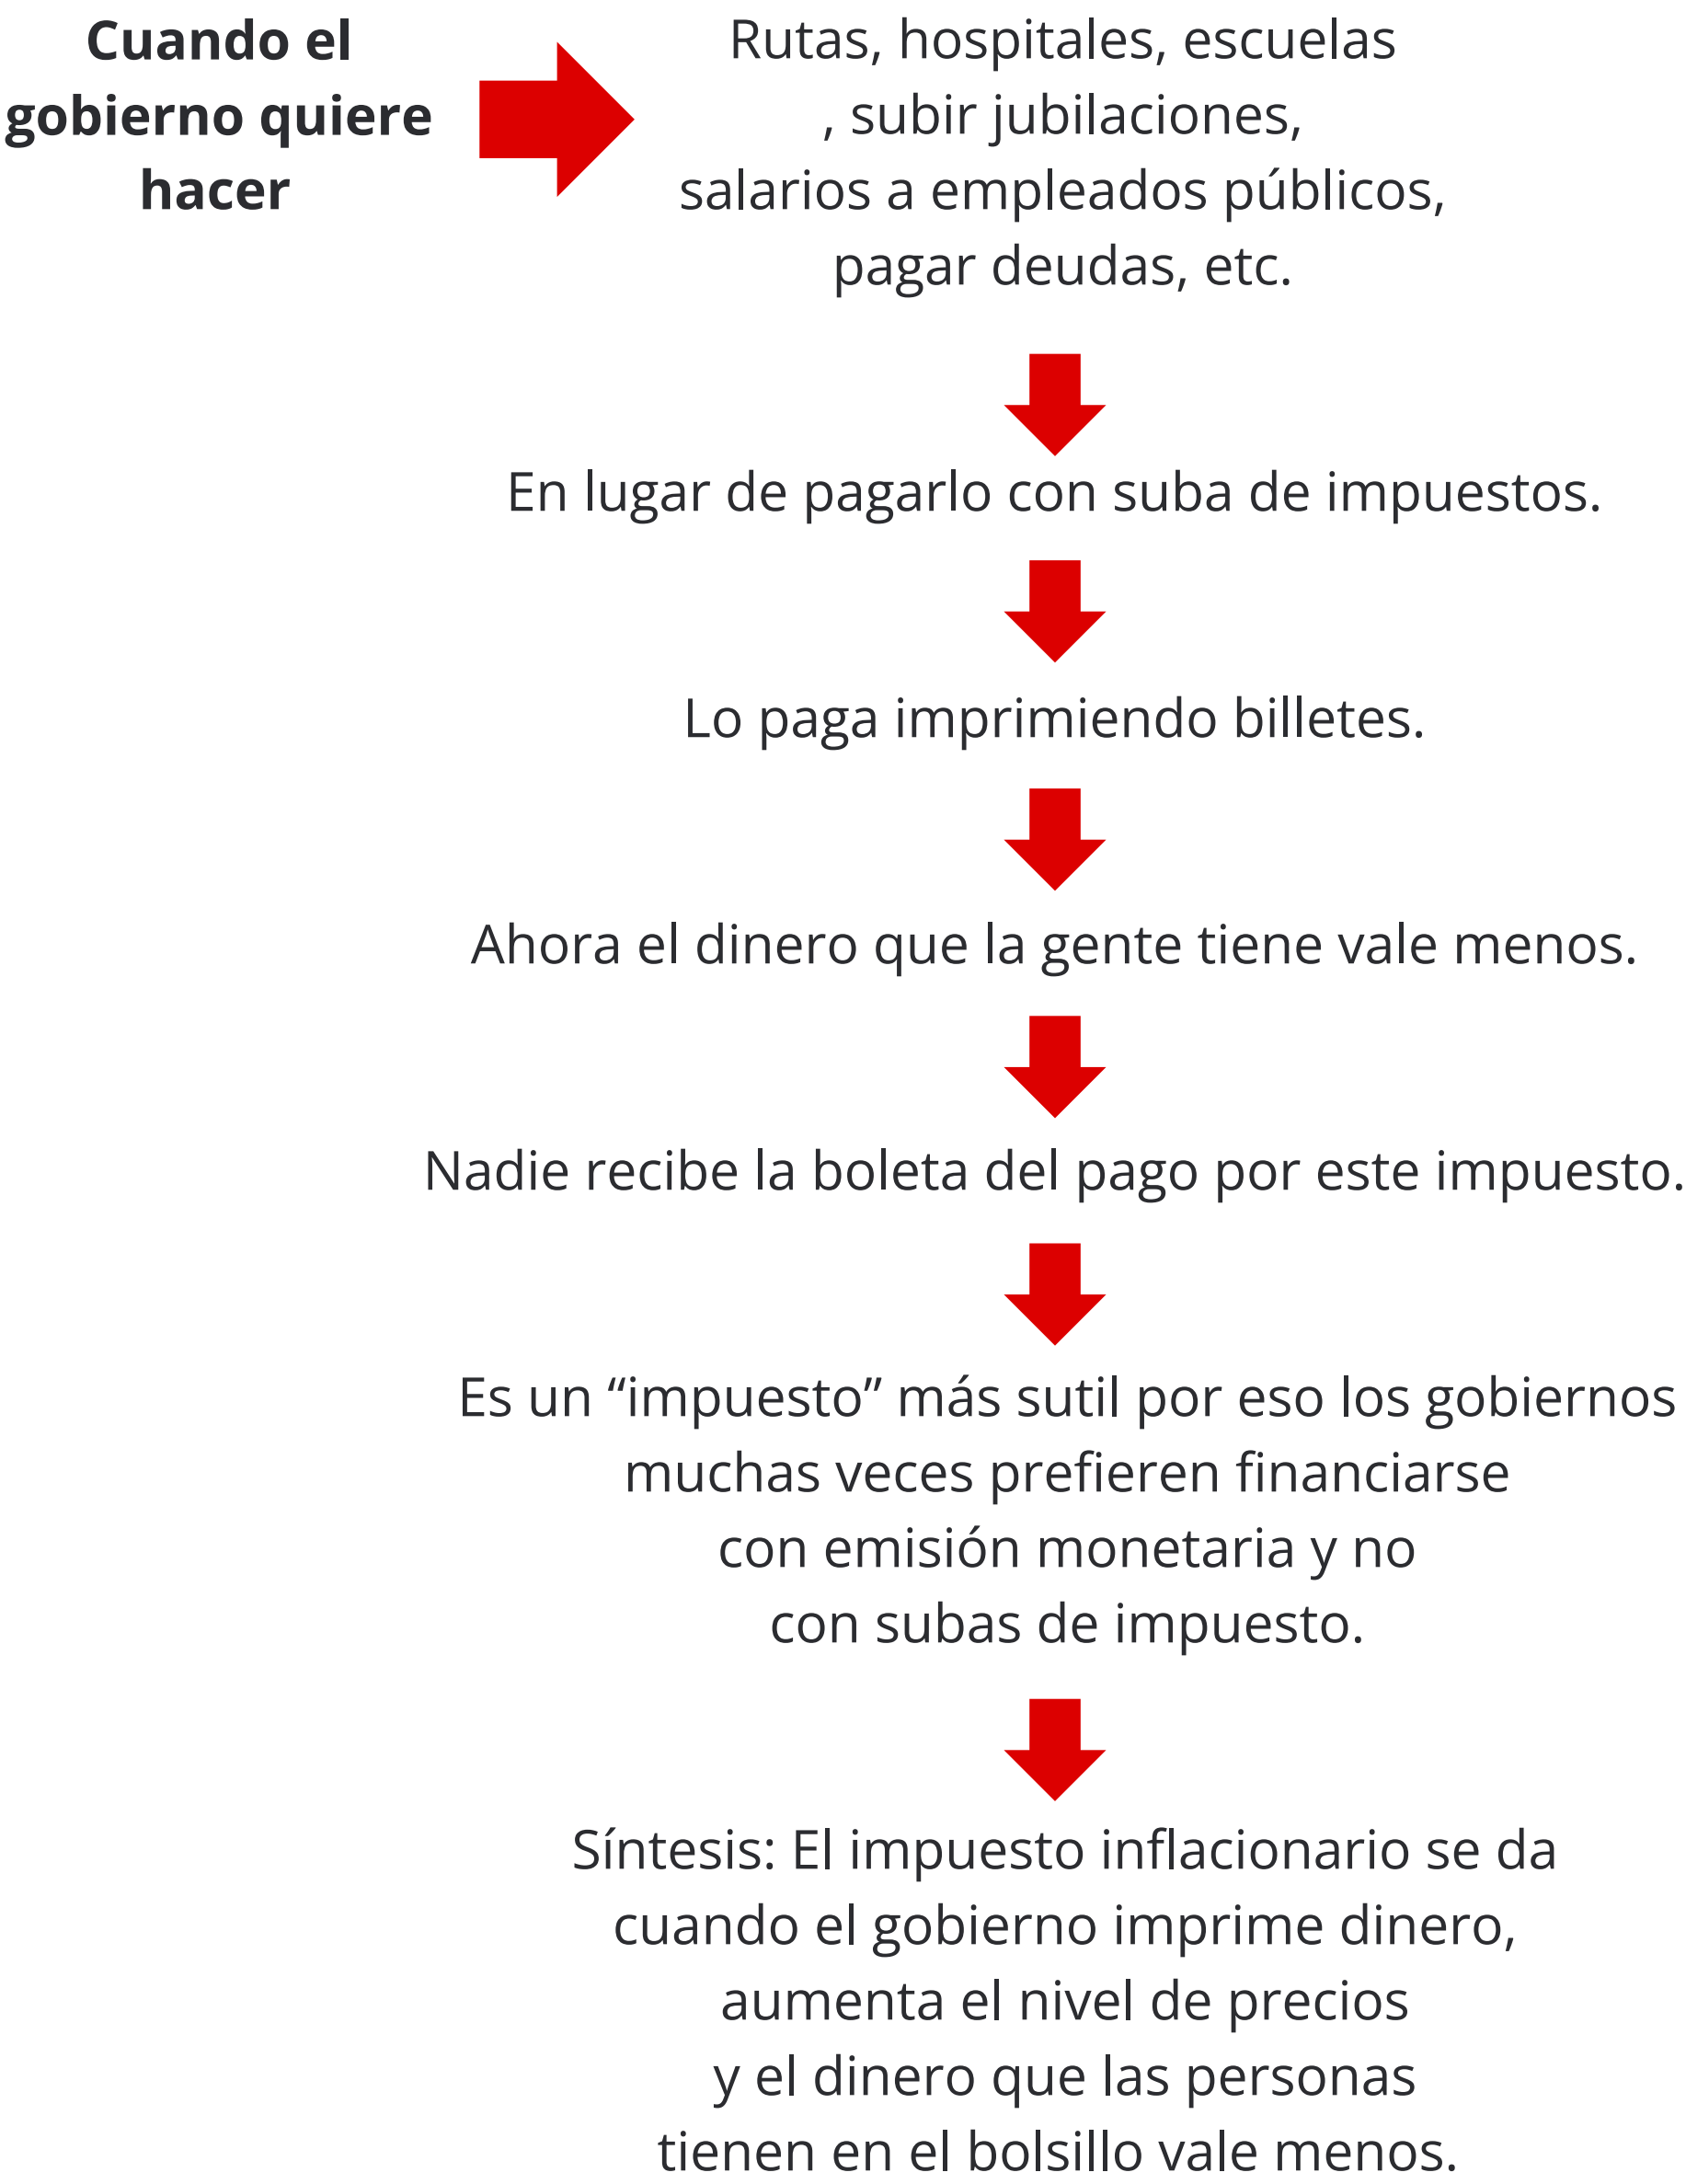 Cuando el
gobierno quiere
hacer
Rutas, hospitales, escuelas
, subir jubilaciones,
salarios a empleados públicos,
pagar deudas, etc.
En lugar de pagarlo con suba de impuestos.
Lo paga imprimiendo billetes.
Ahora el dinero que la gente tiene vale menos.
Nadie recibe la boleta del pago por este impuesto.
Es un “impuesto” más sutil por eso los gobiernos
muchas veces prefieren financiarse
con emisión monetaria y no
con subas de impuesto.
Síntesis: El impuesto inflacionario se da
cuando el gobierno imprime dinero,
aumenta el nivel de precios
y el dinero que las personas
tienen en el bolsillo vale menos.